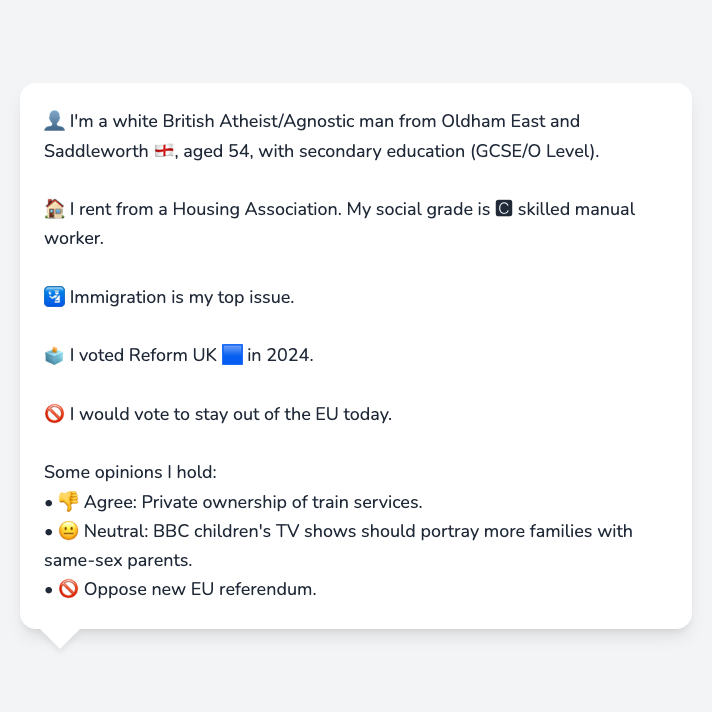 👤 I'm a white British Atheist/Agnostic man from Oldham East and
Saddleworth 🏴󠁧󠁢󠁥󠁮󠁧󠁿, aged 54, with secondary education (GCSE/O Level).
🏠 I rent from a Housing Association. My social grade is 🅲 skilled manual
worker.
🛂 Immigration is my top issue.
🗳️ I voted Reform UK 🟦 in 2024.
🚫 I would vote to stay out of the EU today.
Some opinions I hold:
• 👎 Agree: Private ownership of train services.
• 😐 Neutral: BBC children's TV shows should portray more families with
same-sex parents.
• 🚫 Oppose new EU referendum.